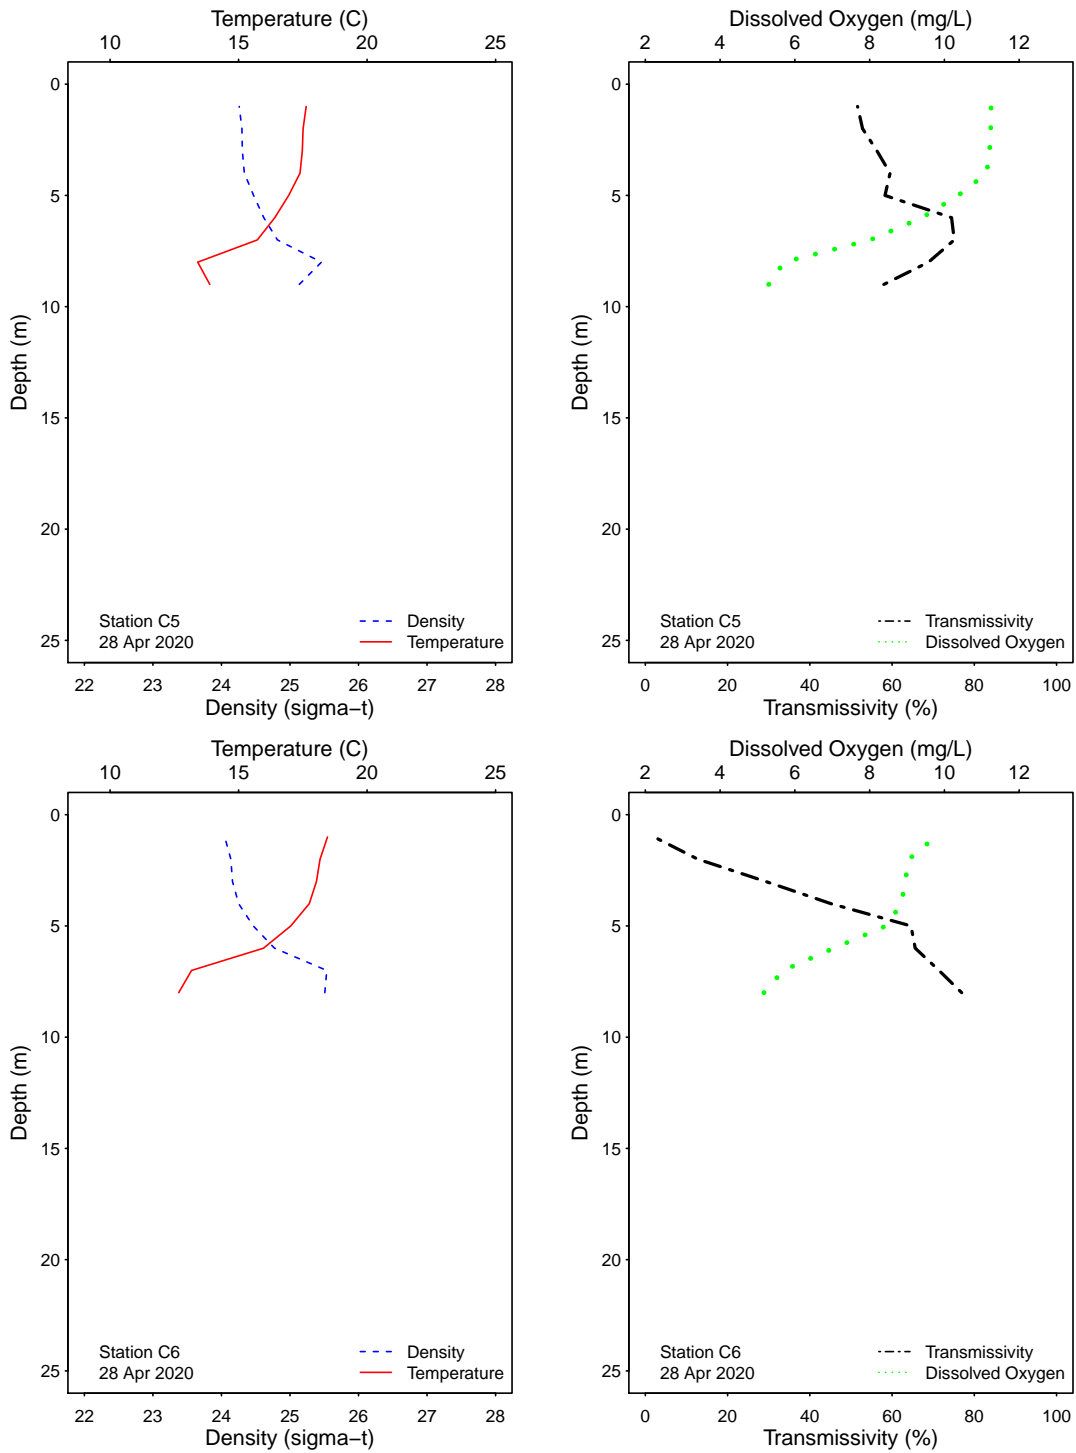 Temperature (C)
10 15 20 25
0
5
10
15
20
25
Depth (m)
Station C5
28 Apr 2020
Density
Temperature
22 23 24 25 26 27 28
Density (sigma−t)
Dissolved Oxygen (mg/L)
2 4 6 8 10 12
0
5
10
15
20
25
Depth (m)
Station C5
28 Apr 2020
Transmissivity
Dissolved Oxygen
0 20 40 60 80 100
Transmissivity (%)
Temperature (C)
10 15 20 25
0
5
10
15
20
25
Depth (m)
Station C6
28 Apr 2020
Density
Temperature
22 23 24 25 26 27 28
Density (sigma−t)
Dissolved Oxygen (mg/L)
2 4 6 8 10 12
0
5
10
15
20
25
Depth (m)
Station C6
28 Apr 2020
Transmissivity
Dissolved Oxygen
0 20 40 60 80 100
Transmissivity (%)